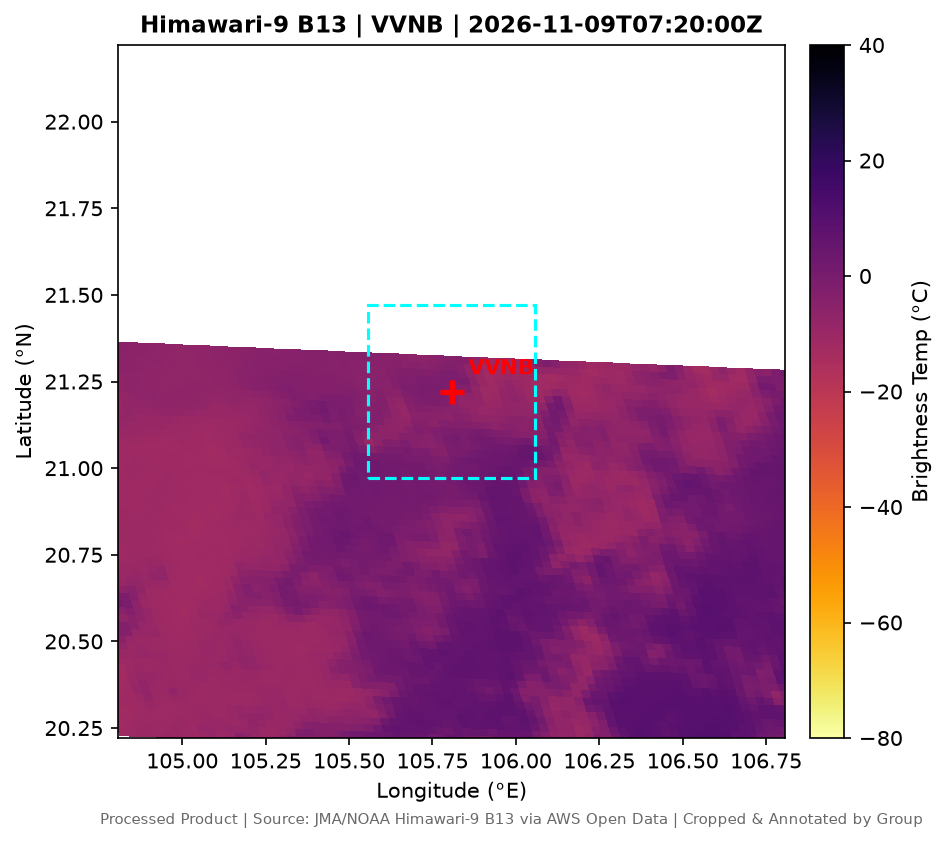 Himawari-9 B13 | VVNB | 2026-11-09T07:20:00Z
22.00
21.75
21.50
21.25
21.00
20.75
20.50
20.25
Latitude (°N)
VVNB
105.00 105.25 105.50 105.75 106.00 106.25 106.50 106.75
Longitude (°E)
40
20
0
−20
−40
−60
−80
Brightness Temp (°C)
Processed Product | Source: JMA/NOAA Himawari-9 B13 via AWS Open Data | Cropped & Annotated by Group